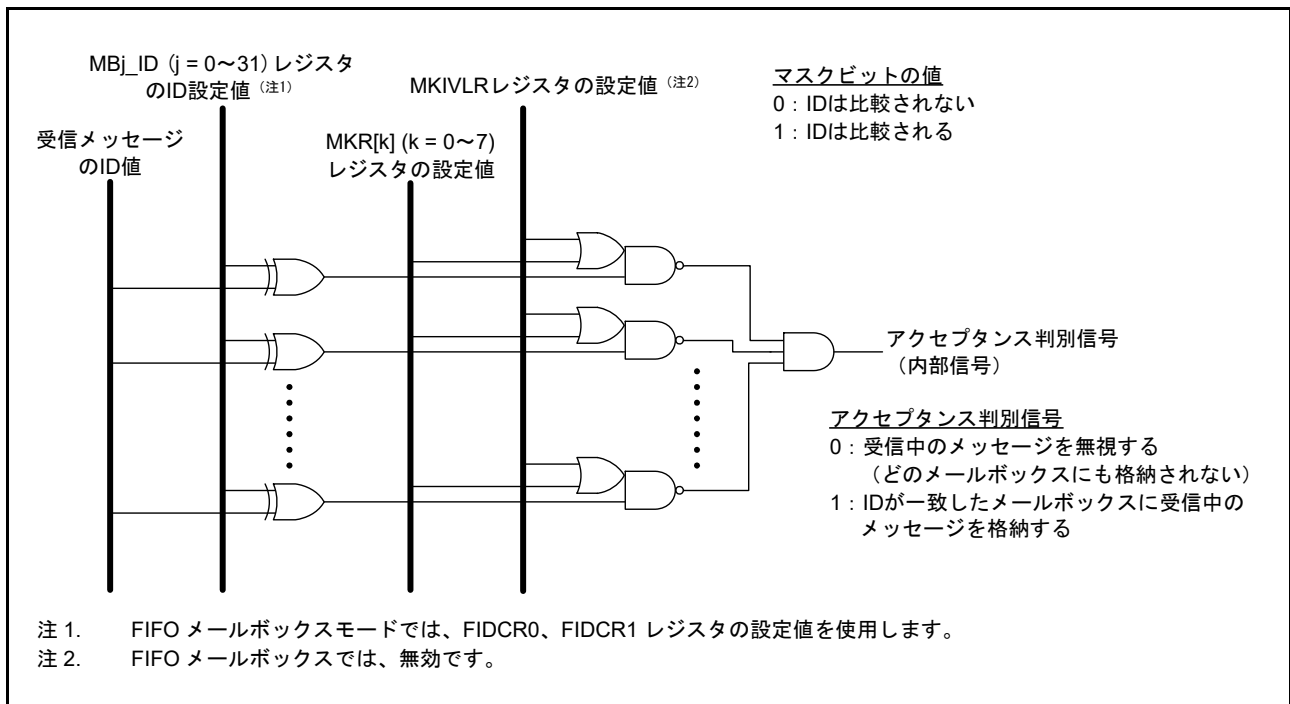 MBj_ID (j = 0~31) レジスタ
のID設定値 (注1)
受信メッセージ
のID値
MKR[k] (k = 0~7)
レジスタの設定値
MKIVLRレジスタの設定値 (注2)
マスクビットの値
0：IDは比較されない
1：IDは比較される
アクセプタンス判別信号
（内部信号）
アクセプタンス判別信号
0：受信中のメッセージを無視する
（どのメールボックスにも格納されない）
1：IDが一致したメールボックスに受信中の
メッセージを格納する
注 1. FIFO メールボックスモードでは、FIDCR0、FIDCR1 レジスタの設定値を使用します。
注 2. FIFO メールボックスでは、無効です。